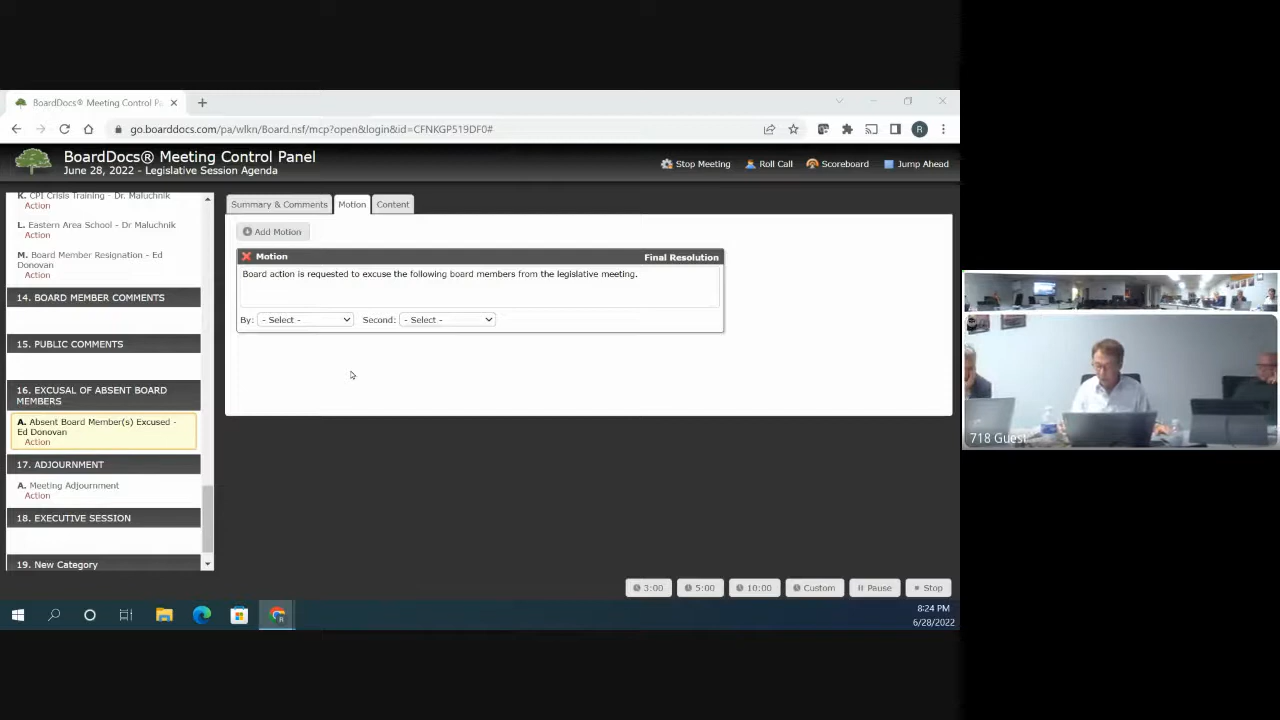 BoardDocs® Meeting Control Pa
go.boarddocs.com/pa/wlkn/Board.nsf/mcp?open&login&id=CFNKGP519DF0#
R
BoardDocs® Meeting Control Panel
June 28, 2022 - Legislative Session Agenda
Stop Meeting
Roll Call
Scoreboard
Jump Ahead
K. CPI Crisis Training - Dr. Maluchnik
Action
L. Eastern Area School - Dr Maluchnik
Action
M. Board Member Resignation - Ed
Donovan
Action
14. BOARD MEMBER COMMENTS
15. PUBLIC COMMENTS
16. EXCUSAL OF ABSENT BOARD
MEMBERS
A. Absent Board Member(s) Excused -
Ed Donovan
Action
17. ADJOURNMENT
A. Meeting Adjournment
Action
18. EXECUTIVE SESSION
19. New Category
Summary & Comments
Motion
Content
Add Motion
Motion
Final Resolution
Board action is requested to excuse the following board members from the legislative meeting.
By: - Select - Second: - Select -
718 Guest
3:00
5:00
10:00
Custom
Pause
Stop
8:24 PM
6/28/2022